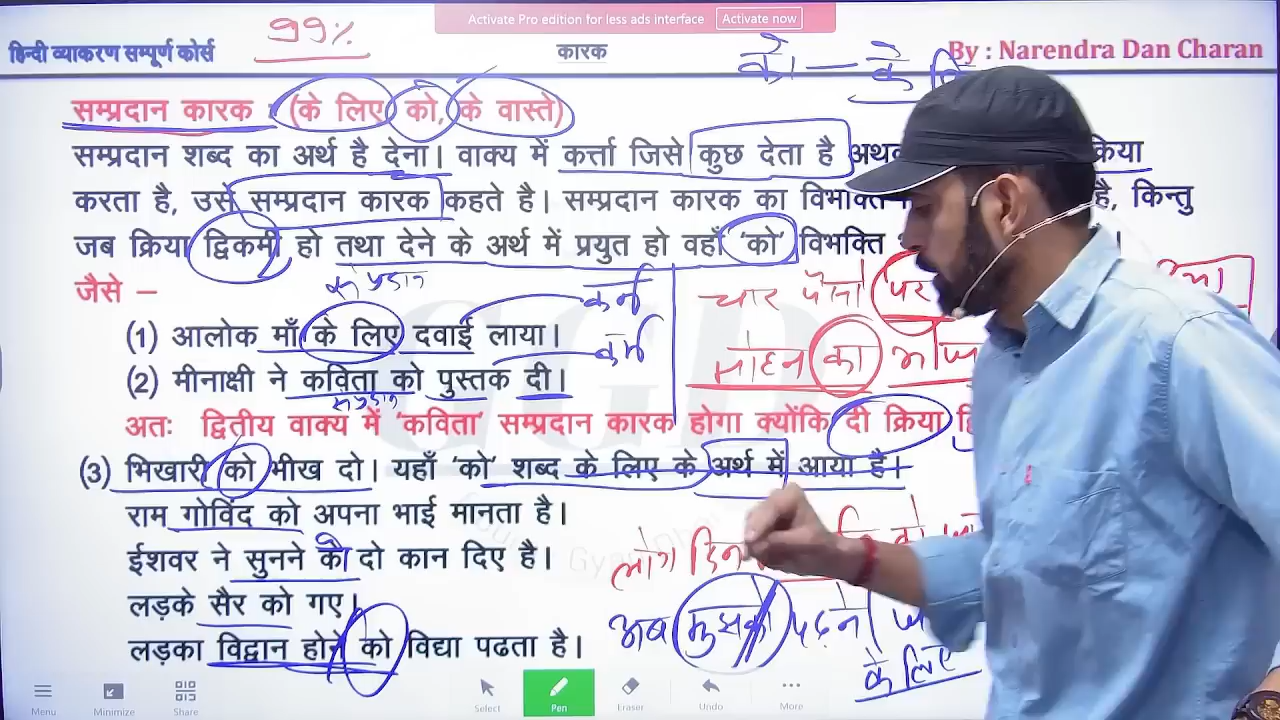 Activate Pro edition for less ads interface Activate now
99%
हिन्दी व्याकरण सम्पूर्ण कोर्स
कारक
By : Narendra Dan Charan
को — के
सम्प्रदान कारक : (के लिए, को, के वास्ते)
सम्प्रदान शब्द का अर्थ है देना। वाक्य में कर्त्ता जिसे कुछ देता है क्रिया
करता है, उसे सम्प्रदान कारक कहते है। सम्प्रदान कारक का है, किन्तु
जब क्रिया द्विकर्मी हो तथा देने के अर्थ में प्रयुत हो वहाँ 'को' विभक्ति
जैसे –
(1) आलोक माँ के लिए दवाई लाया।
कर्म
(2) मीनाक्षी ने कविता को पुस्तक दी।
कर्म
अतः द्वितीय वाक्य में 'कविता' सम्प्रदान कारक होगा क्योंकि दी क्रिया
(3) भिखारी को भीख दो। यहाँ 'को' शब्द के लिए के अर्थ में आया है।
राम गोविंद को अपना भाई मानता है।
ईशवर ने सुनने को दो कान दिए है।
लड़के सैर को गए।
लड़का विद्वान होने को विद्या पढता है।
चार पैसों पर
मोहन का
लोग दिन
अब मुझको पढ़ने
के लिए
Menu Minimize Share Select Pen Eraser Undo More